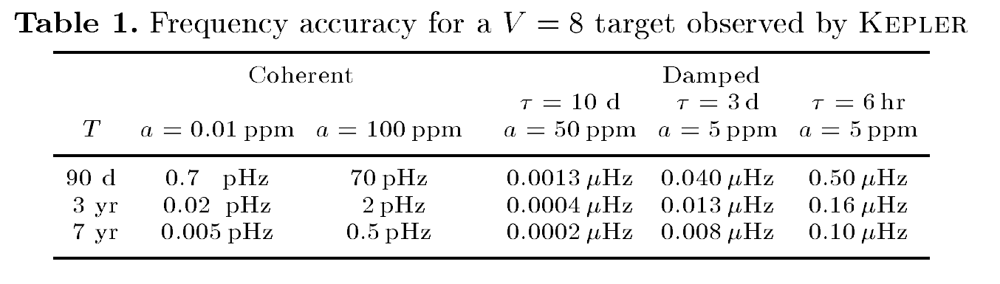 Table 1. Frequency accuracy for a V = 8 target observed by KEPLER
Coherent Damped
τ = 10 d τ = 3 d τ = 6 hr
T a = 0.01 ppm a = 100 ppm a = 50 ppm a = 5 ppm a = 5 ppm
90 d 0.7 pHz 70 pHz 0.0013 μHz 0.040 μHz 0.50 μHz
3 yr 0.02 pHz 2 pHz 0.0004 μHz 0.013 μHz 0.16 μHz
7 yr 0.005 pHz 0.5 pHz 0.0002 μHz 0.008 μHz 0.10 μHz